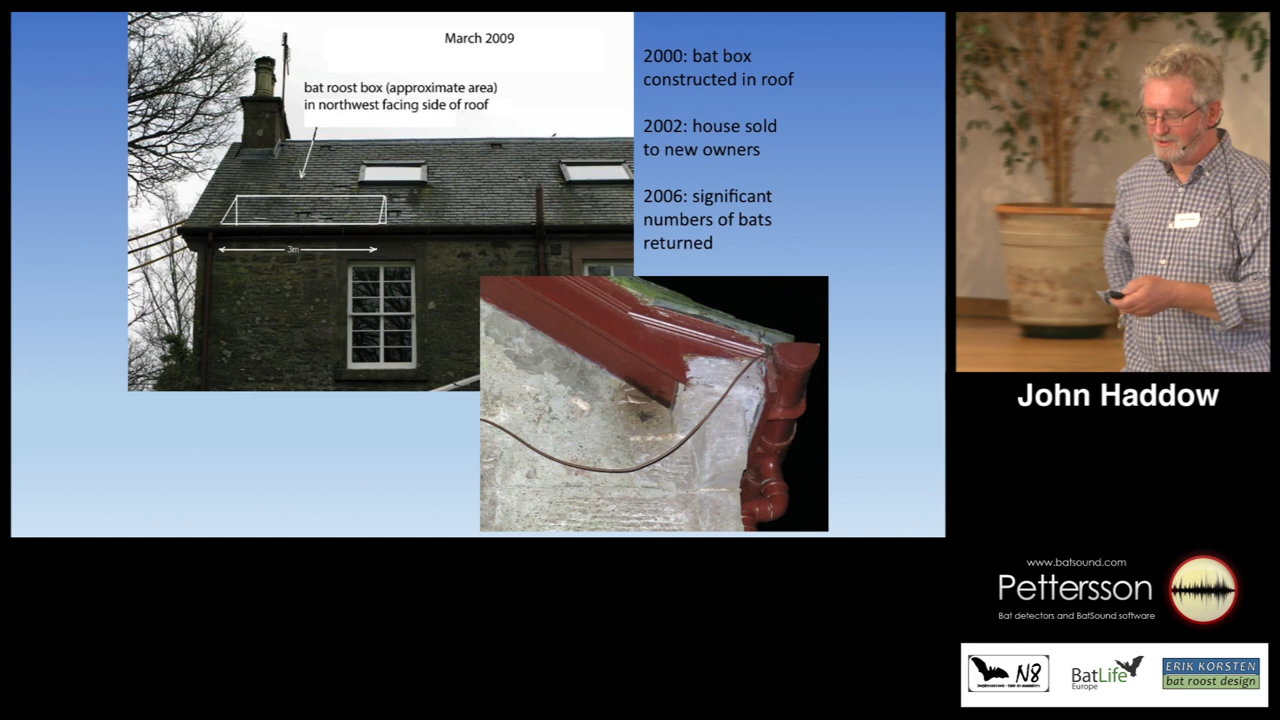 March 2009
bat roost box (approximate area)
in northwest facing side of roof
3m
2000: bat box
constructed in roof
2002: house sold
to new owners
2006: significant
numbers of bats
returned
John Haddow
www.batsound.com
Pettersson
Bat detectors and BatSound software
N8
BatLife
Europe
ERIK KORSTEN
bat roost design